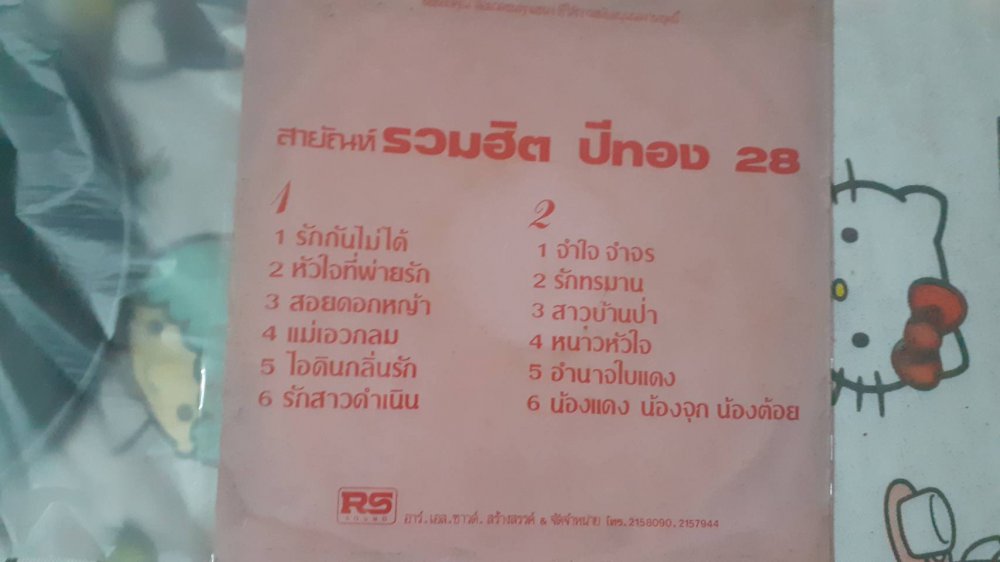 สายัณห์ รวมฮิต ปีทอง 28
1
1 รักกันไม่ได้
2 หัวใจที่พ่ายรัก
3 สอยดอกหญ้า
4 แม่เอวกลม
5 ไอดินกลิ่นรัก
6 รักสาวดำเนิน
2
1 จำใจ จำจร
2 รักทรมาน
3 สาวบ้านป่า
4 หนาวหัวใจ
5 อำนาจใบแดง
6 น้องแดง น้องจุก น้องต้อย
RS
SOUND
อาร์.เอส.ซาวด์. สร้างสรรค์ & จัดจำหน่าย โทร.2158090,2157944